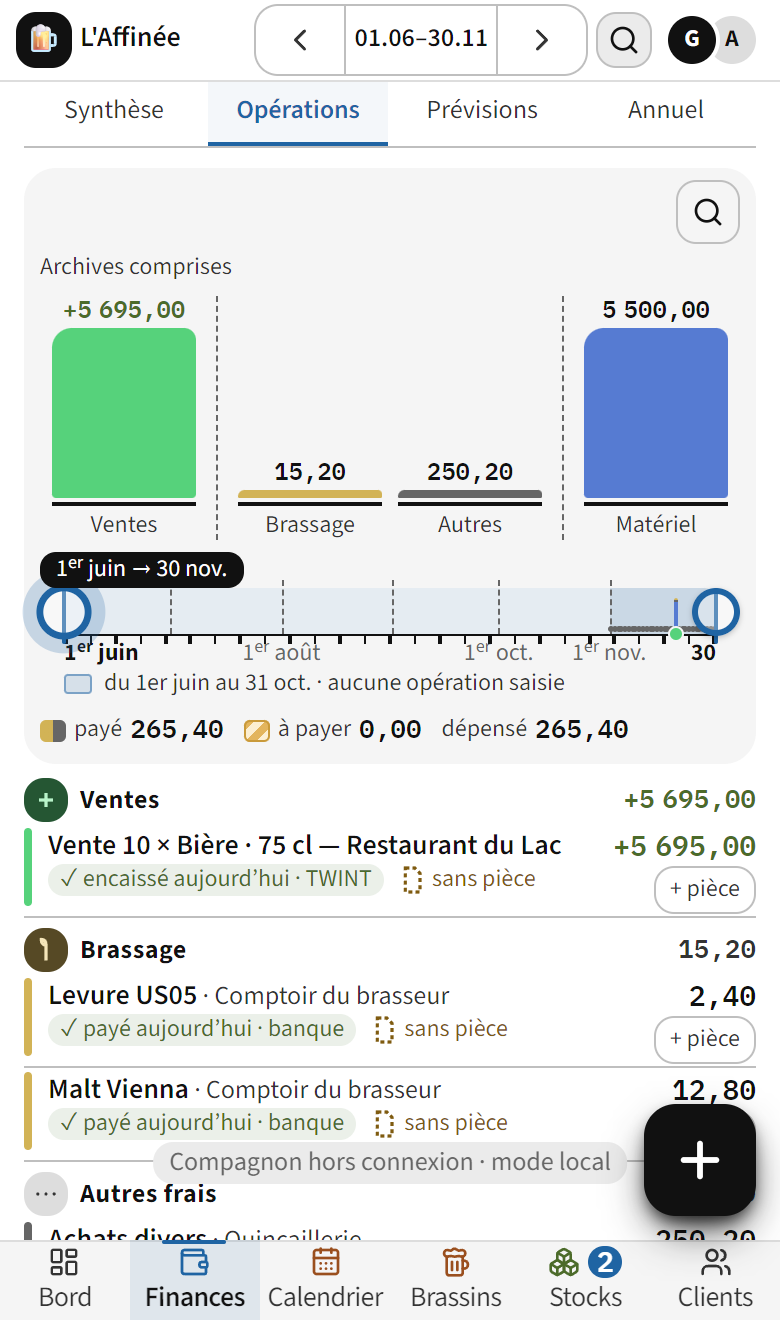 L'Affinée
01.06–30.11
G
A
Synthèse
Opérations
Prévisions
Annuel
Archives comprises
+5 695,00
5 500,00
15,20
250,20
Ventes
Brassage
Autres
Matériel
1er juin → 30 nov.
1er juin
1er août
1er oct.
1er nov.
30
du 1er juin au 31 oct. · aucune opération saisie
payé 265,40
à payer 0,00
dépensé 265,40
Ventes
+5 695,00
Vente 10 × Bière · 75 cl — Restaurant du Lac
+5 695,00
✓ encaissé aujourd’hui · TWINT
sans pièce
+ pièce
Brassage
15,20
Levure US05 · Comptoir du brasseur
2,40
✓ payé aujourd’hui · banque
sans pièce
+ pièce
Malt Vienna · Comptoir du brasseur
12,80
✓ payé aujourd’hui · banque
sans pièce
Compagnon hors connexion · mode local
Autres frais
Achats divers · Quincaillerie
250,20
Bord
Finances
Calendrier
Brassins
2
Stocks
Clients